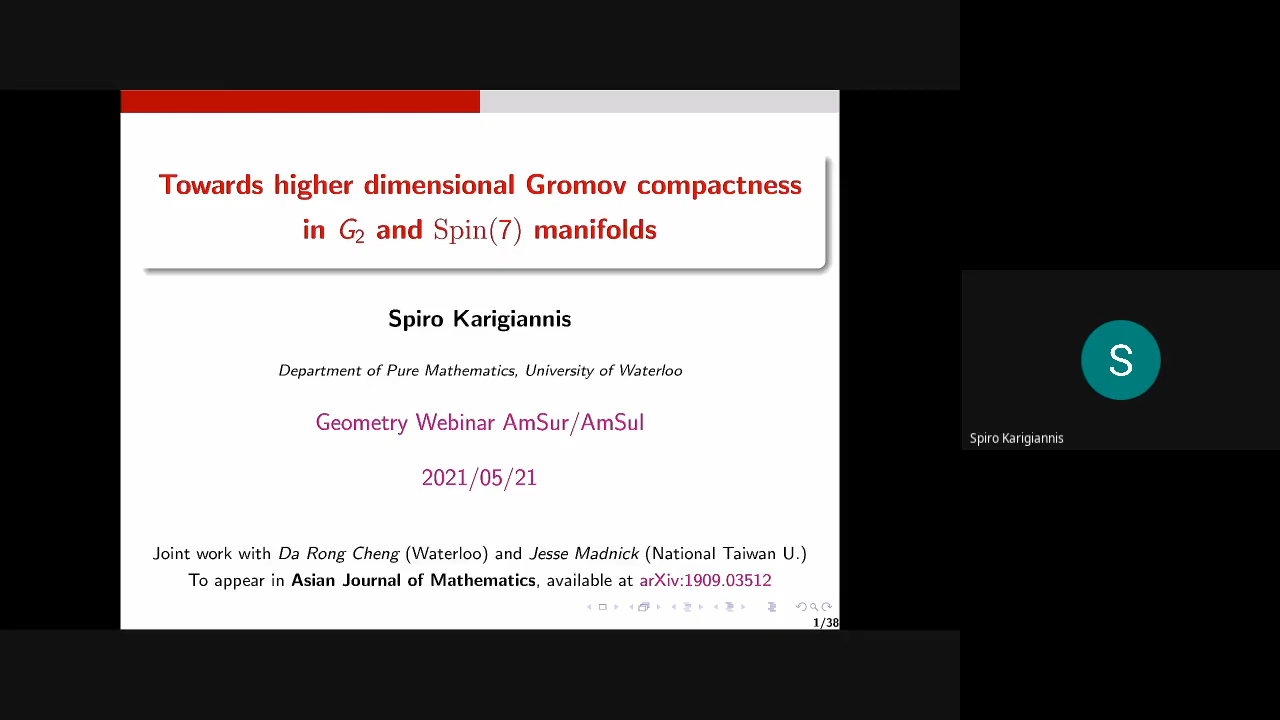 Towards higher dimensional Gromov compactness
in G₂ and Spin(7) manifolds
Spiro Karigiannis
Department of Pure Mathematics, University of Waterloo
Geometry Webinar AmSur/AmSul
2021/05/21
Joint work with Da Rong Cheng (Waterloo) and Jesse Madnick (National Taiwan U.)
To appear in Asian Journal of Mathematics, available at arXiv:1909.03512
1/38
S
Spiro Karigiannis